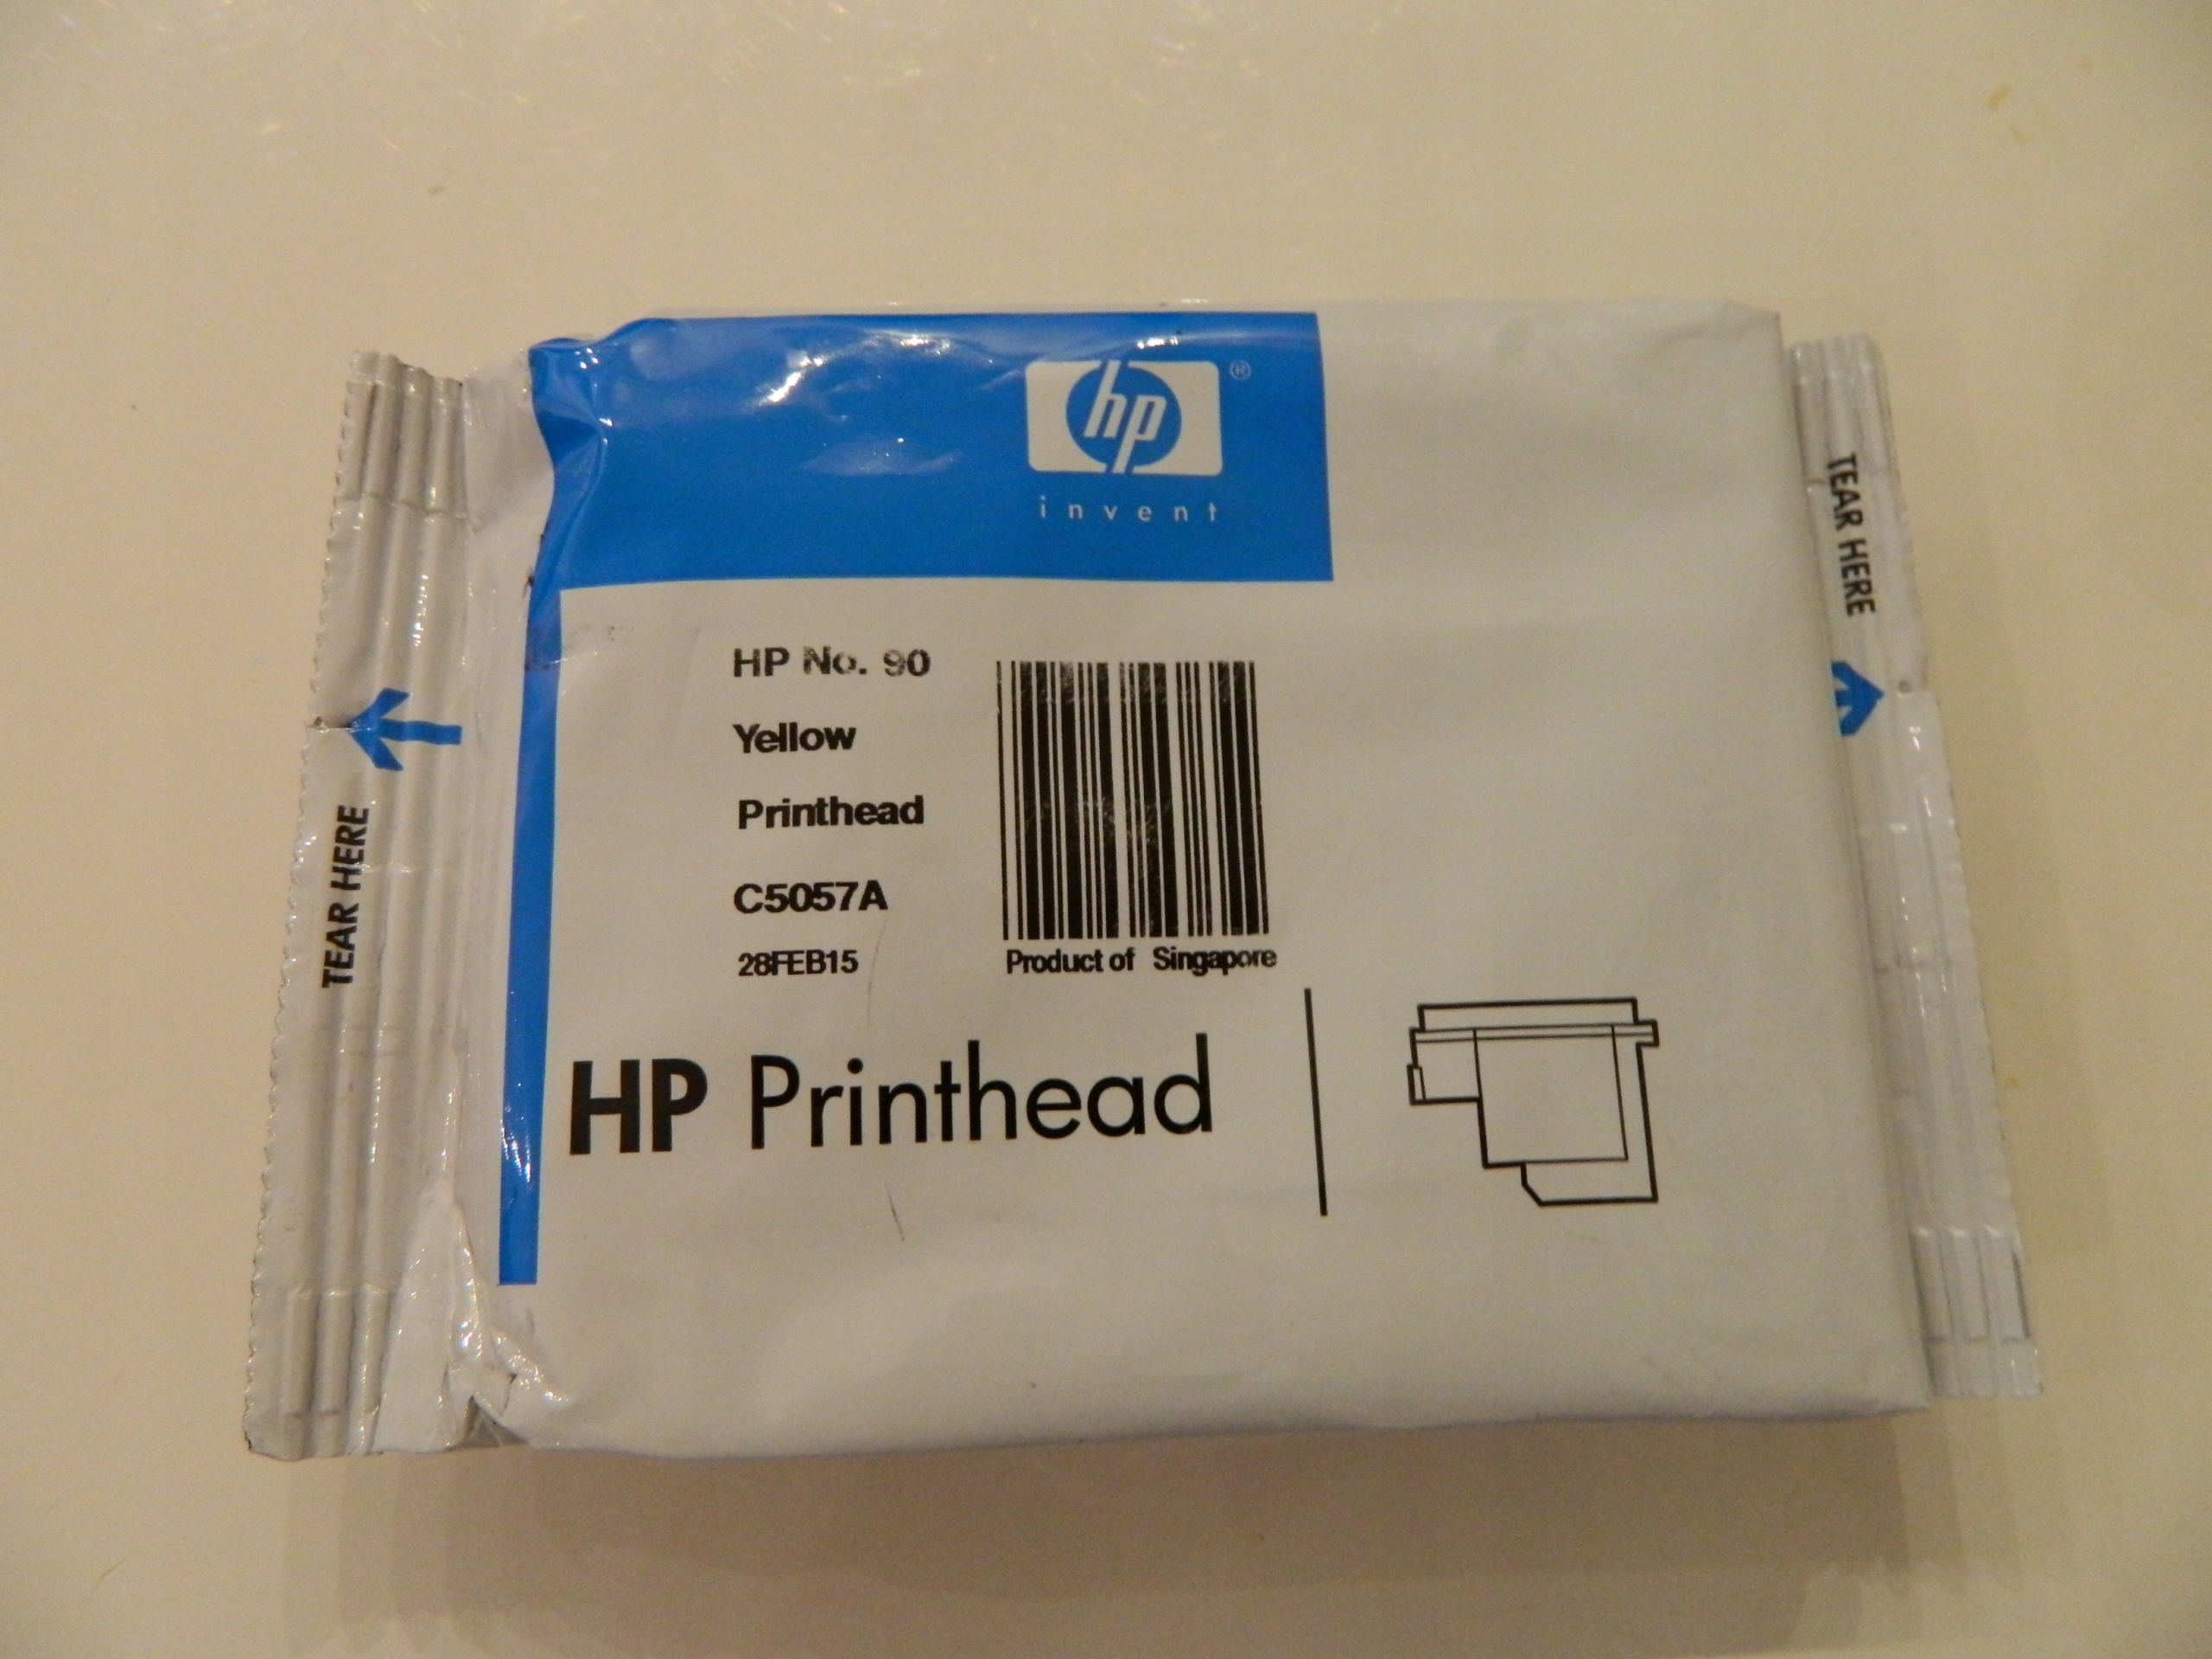 hp ®
invent
HP No. 90
Yellow
Printhead
C5057A
28FEB15
Product of Singapore
HP Printhead
TEAR HERE
TEAR HERE